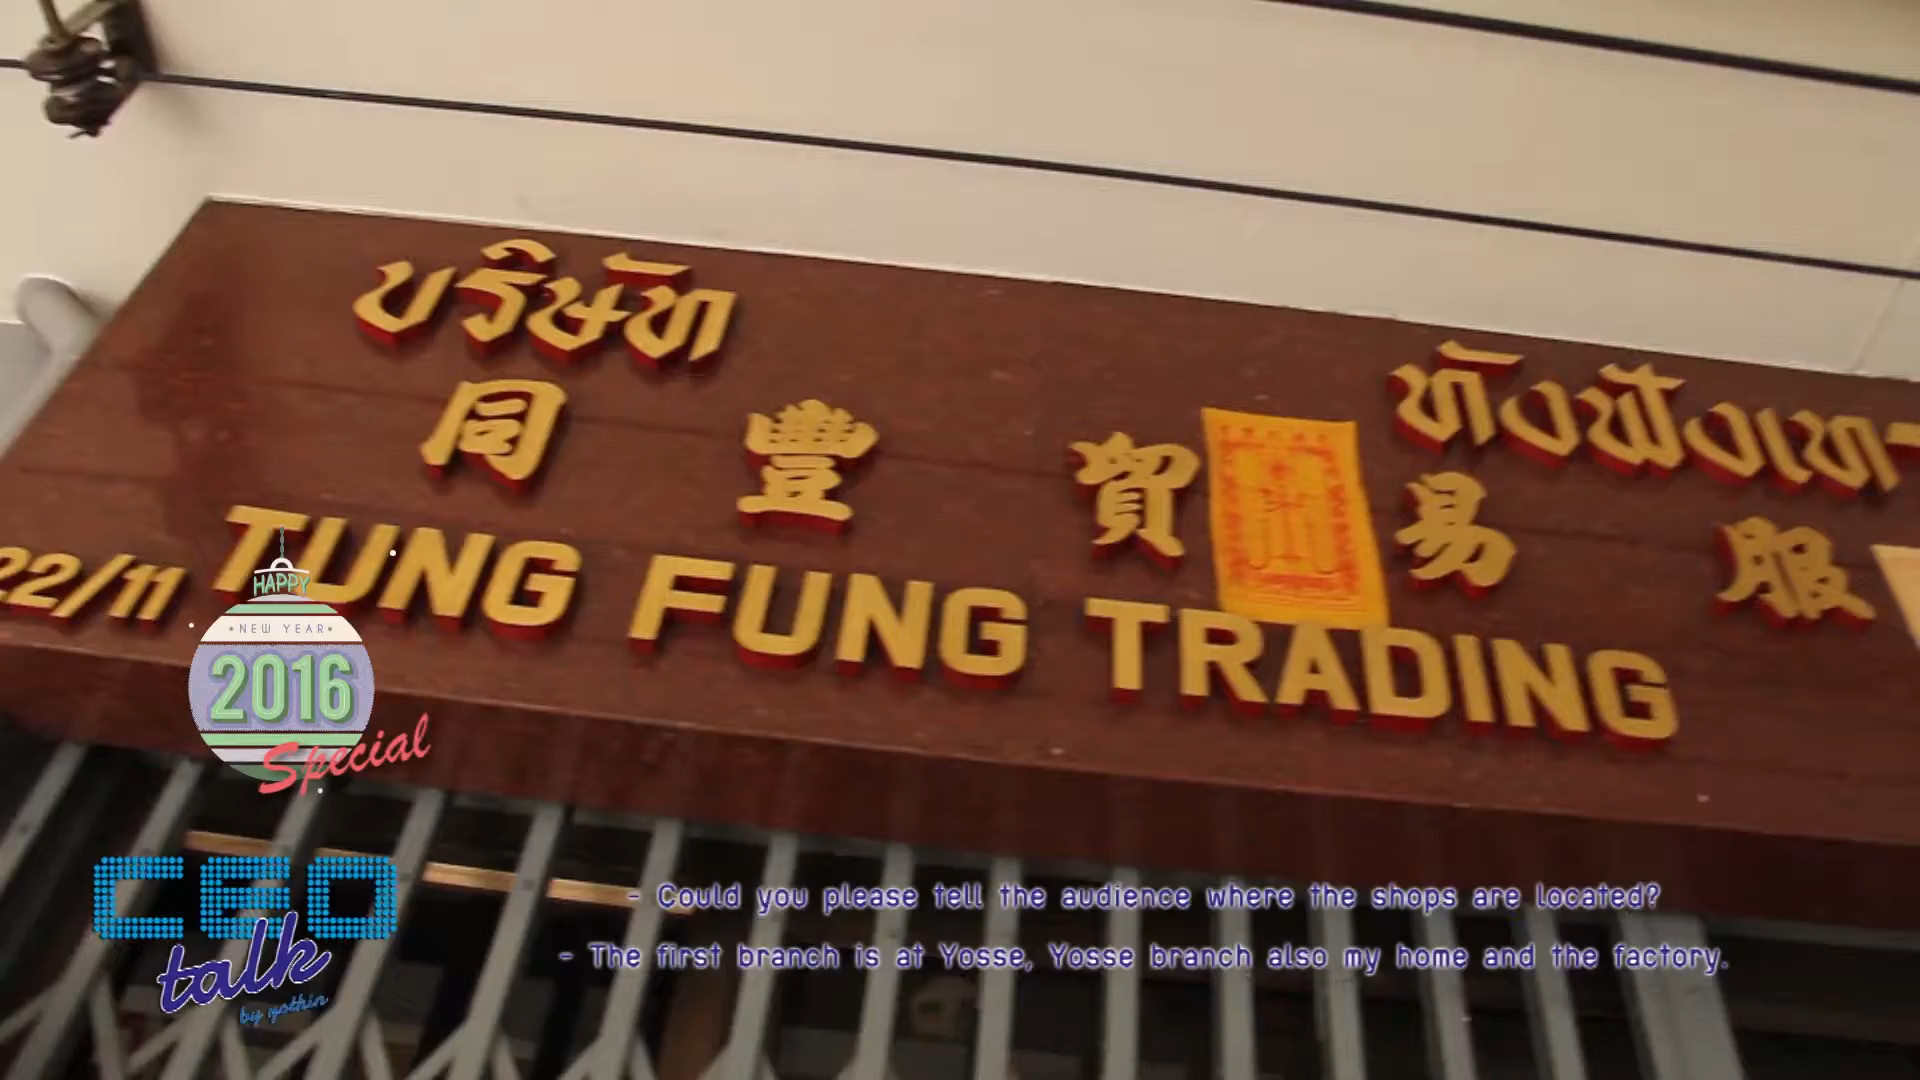 บริษัท
ทังฟังเท
同豐貿易服
22/11 TUNG FUNG TRADING
HAPPY
NEW YEAR
2016
Special
CEO
talk
by yothin
- Could you please tell the audience where the shops are located?
- The first branch is at Yosse, Yosse branch also my home and the factory.